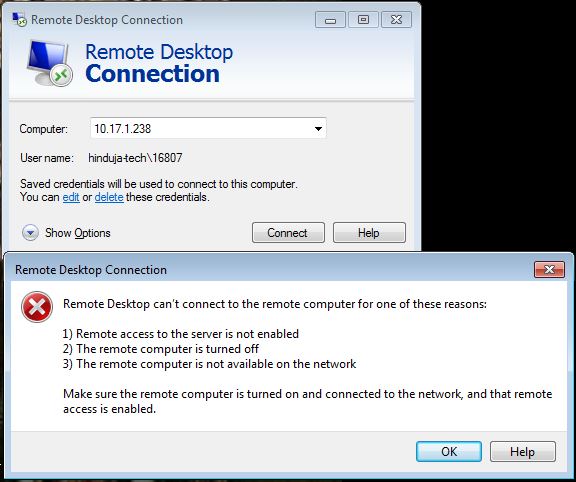 Remote Desktop Connection
Remote Desktop
Connection
Computer: 10.17.1.238
User name: hinduja-tech\16807
Saved credentials will be used to connect to this computer.
You can edit or delete these credentials.
Show Options Connect Help
Remote Desktop Connection
Remote Desktop can't connect to the remote computer for one of these reasons:
1) Remote access to the server is not enabled
2) The remote computer is turned off
3) The remote computer is not available on the network
Make sure the remote computer is turned on and connected to the network, and that remote
access is enabled.
OK Help